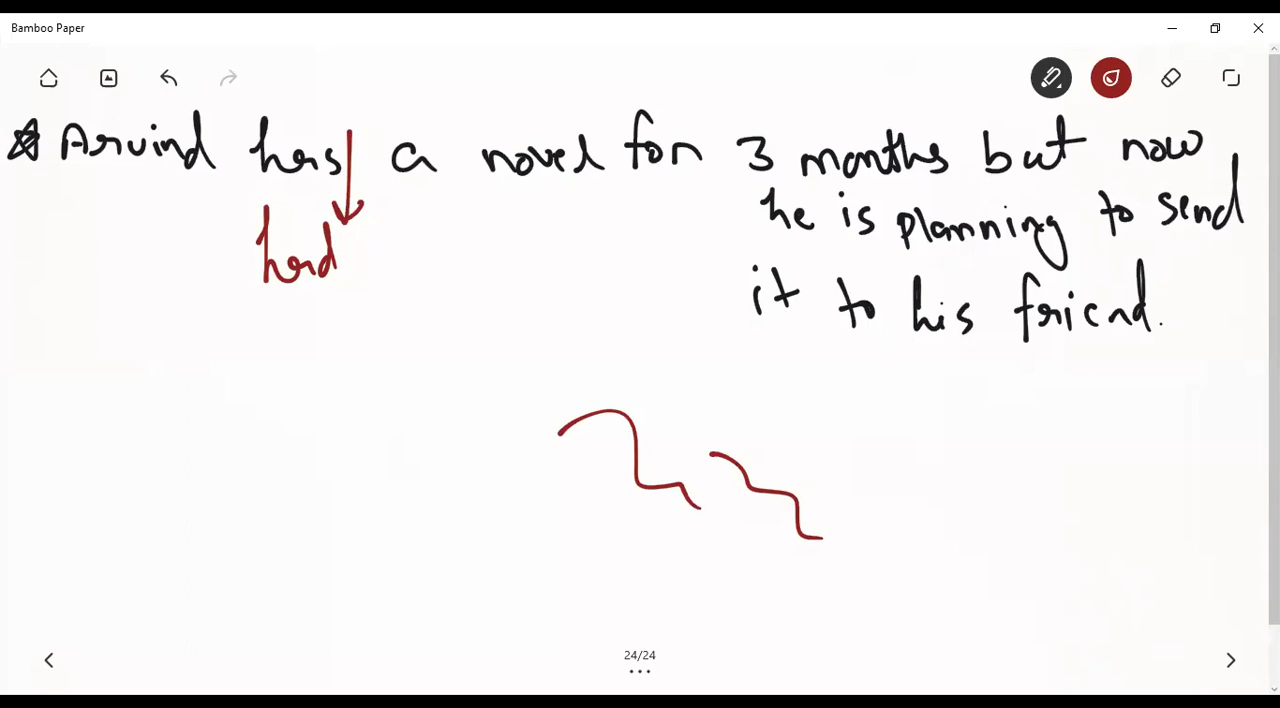 Bamboo Paper
Arvind has a novel for 3 months but now
had
he is planning to send
it to his friend.
24/24